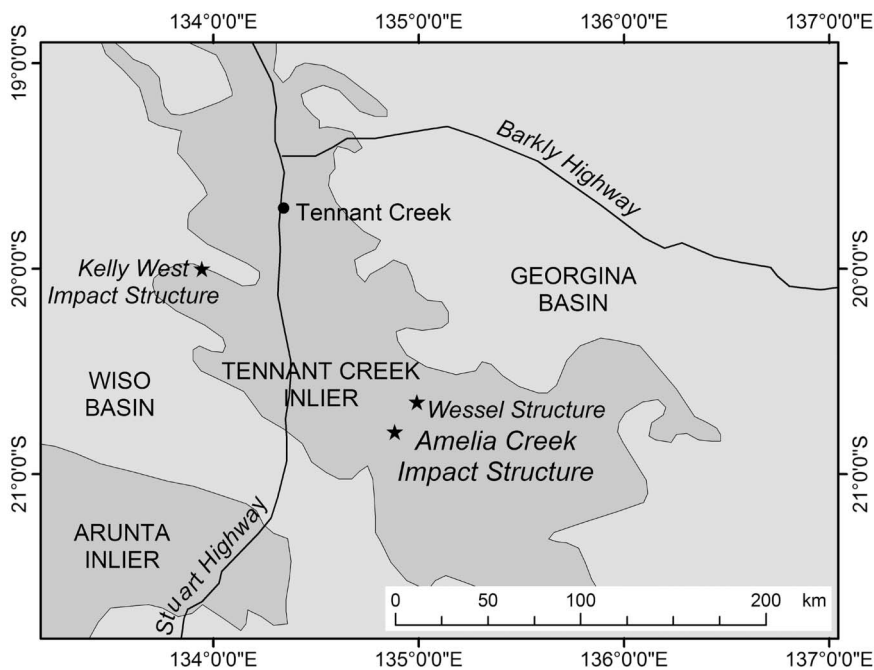 134°0'0"E
135°0'0"E
136°0'0"E
137°0'0"E
19°0'0"S
19°0'0"S
Barkly Highway
Tennant Creek
Kelly West
Impact Structure
20°0'0"S
20°0'0"S
GEORGINA
BASIN
TENNANT CREEK
INLIER
WISO
BASIN
Wessel Structure
Amelia Creek
Impact Structure
21°0'0"S
21°0'0"S
ARUNTA
INLIER
Stuart Highway
0
50
100
200
km
134°0'0"E
135°0'0"E
136°0'0"E
137°0'0"E